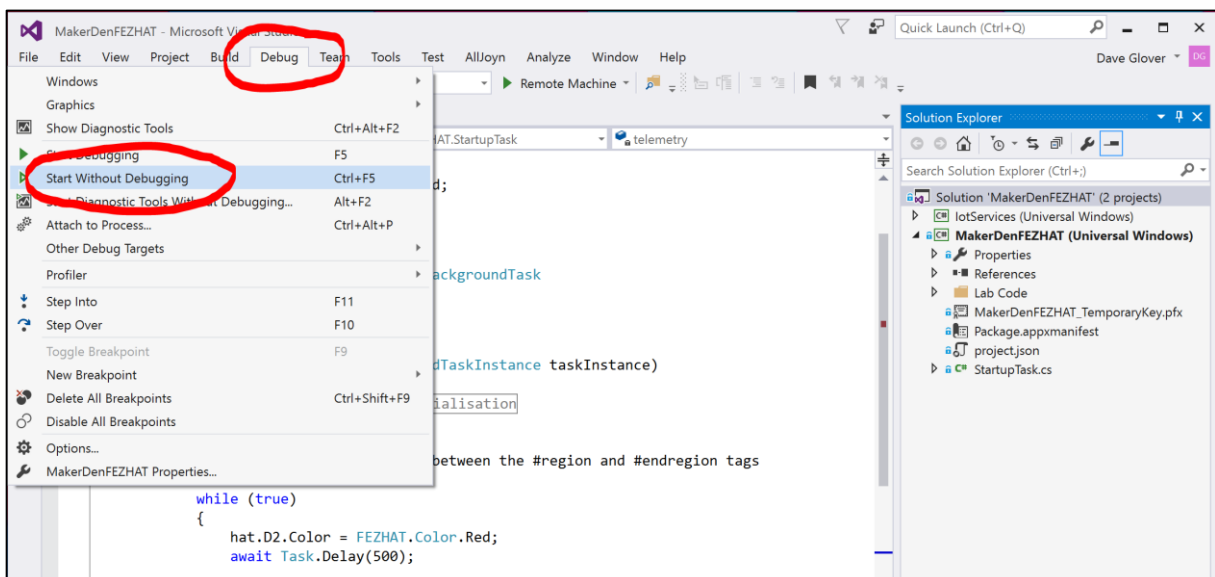 MakerDenFEZHAT - Microsoft Visual Studio
Quick Launch (Ctrl+Q)
File Edit View Project Build Debug Team Tools Test AllJoyn Analyze Window Help
Dave Glover DG
Remote Machine
Windows
Graphics
Show Diagnostic Tools Ctrl+Alt+F2
Start Debugging F5
Start Without Debugging Ctrl+F5
Start Diagnostic Tools Without Debugging... Alt+F2
Attach to Process... Ctrl+Alt+P
Other Debug Targets
Profiler
Step Into F11
Step Over F10
Toggle Breakpoint F9
New Breakpoint
Delete All Breakpoints Ctrl+Shift+F9
Disable All Breakpoints
Options...
MakerDenFEZHAT Properties...
HAT.StartupTask telemetry
d;
ackgroundTask
dTaskInstance taskInstance)
ialisation
between the #region and #endregion tags
while (true)
{
hat.D2.Color = FEZHAT.Color.Red;
await Task.Delay(500);
Solution Explorer
Search Solution Explorer (Ctrl+;)
Solution 'MakerDenFEZHAT' (2 projects)
C# IotServices (Universal Windows)
C# MakerDenFEZHAT (Universal Windows)
Properties
References
Lab Code
MakerDenFEZHAT_TemporaryKey.pfx
Package.appxmanifest
project.json
C# StartupTask.cs